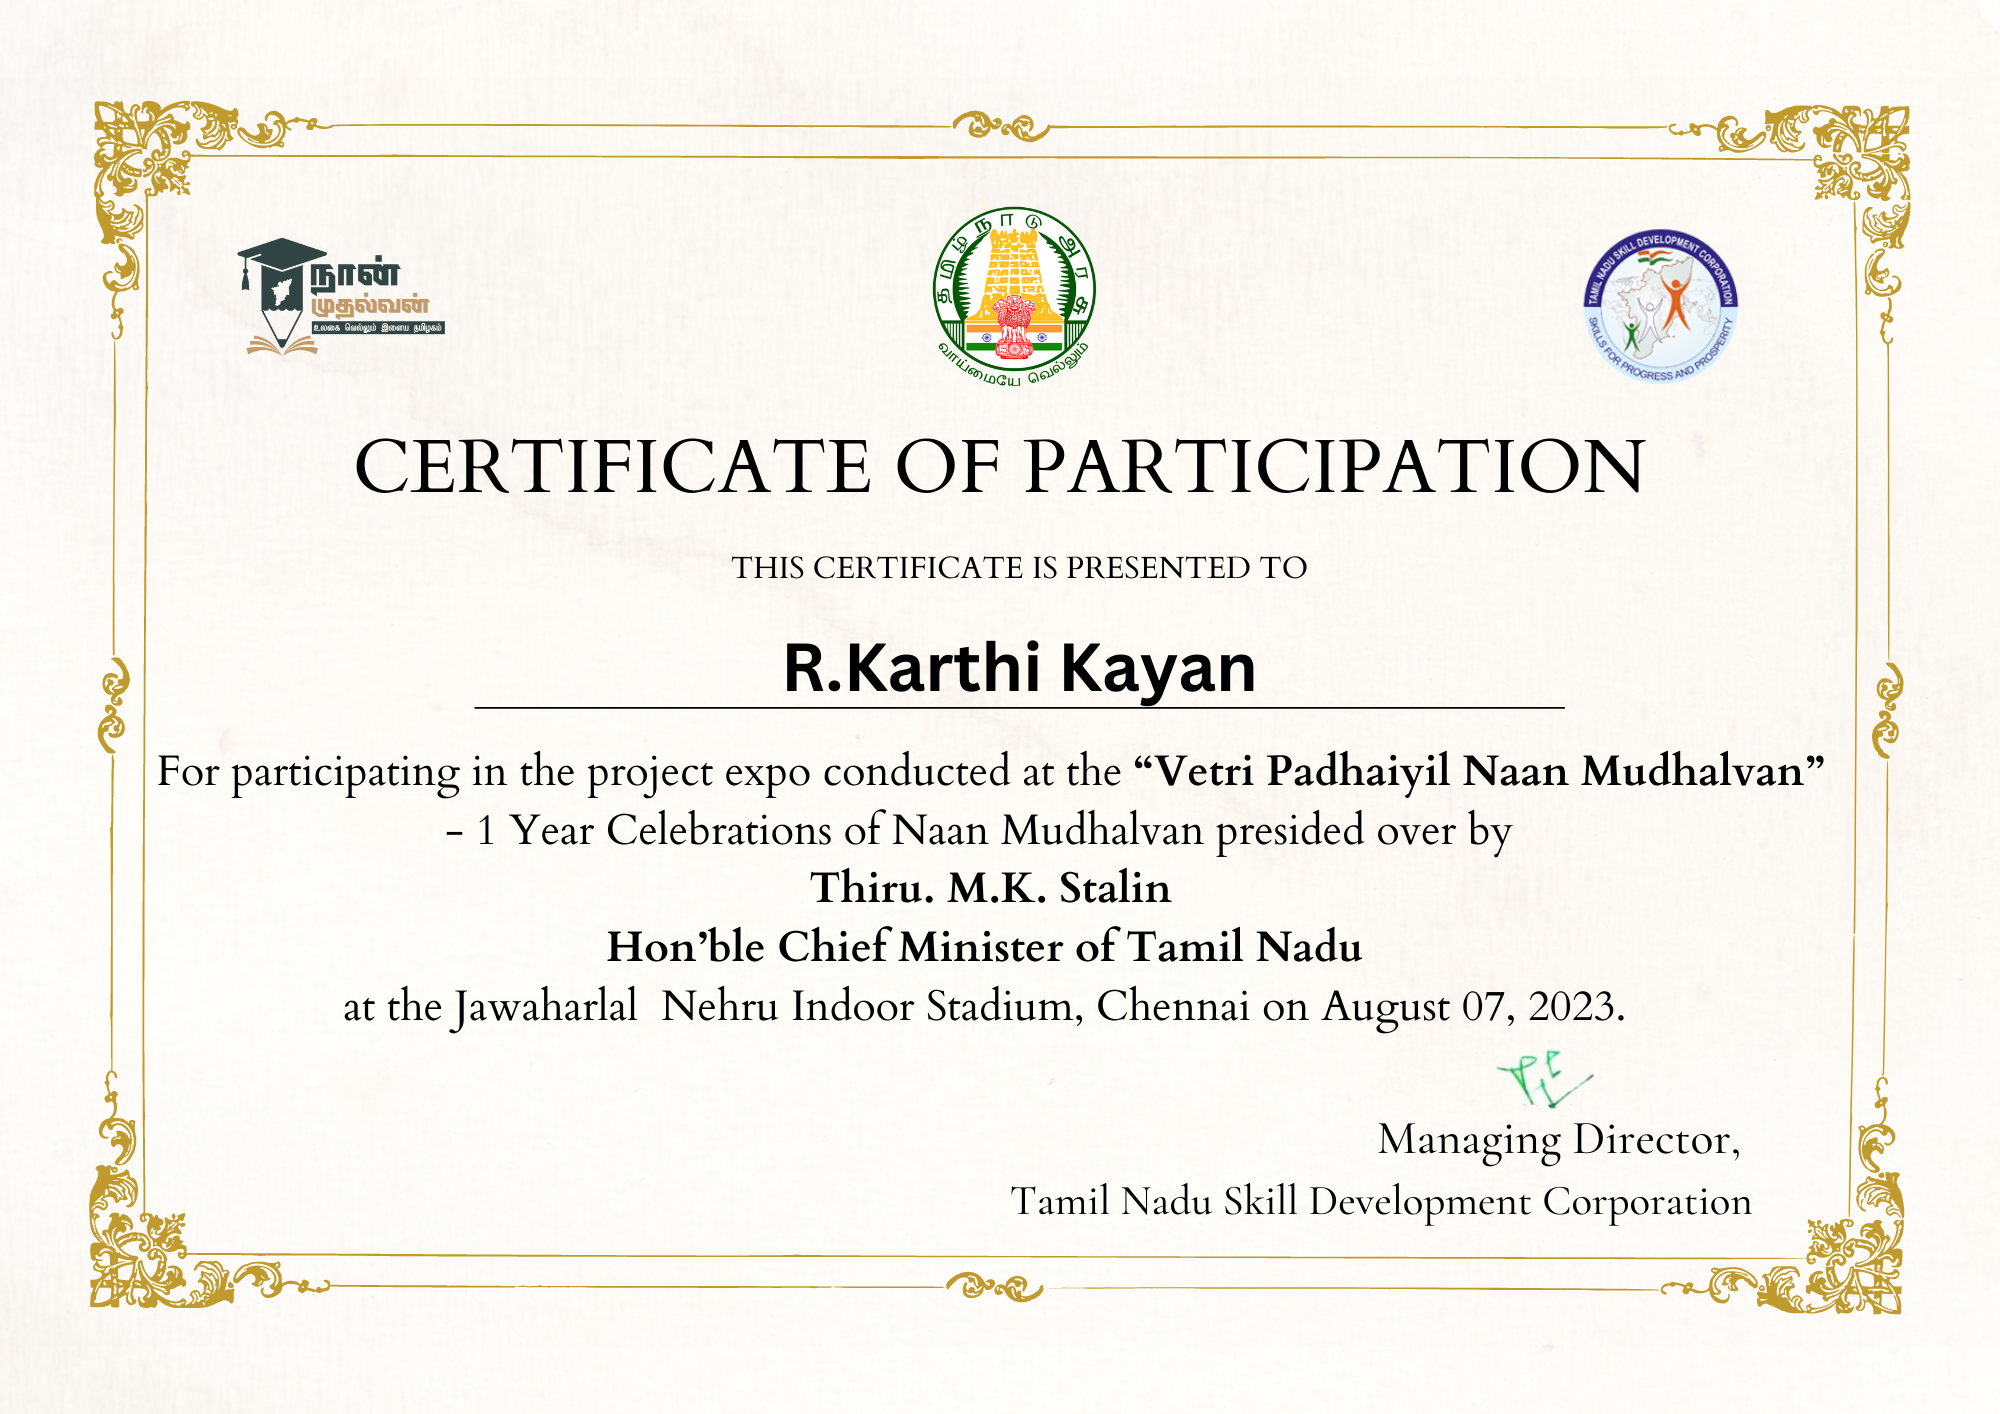 நான்
முதல்வன்
உலகை வெல்லும் இளைய தமிழகம்
தமிழ்நாடு அரசு
வாய்மையே வெல்லும்
TAMIL NADU SKILL DEVELOPMENT CORPORATION
SKILLS FOR PROGRESS AND PROSPERITY
CERTIFICATE OF PARTICIPATION
THIS CERTIFICATE IS PRESENTED TO
R.Karthi Kayan
For participating in the project expo conducted at the “Vetri Padhaiyil Naan Mudhalvan”
- 1 Year Celebrations of Naan Mudhalvan presided over by
Thiru. M.K. Stalin
Hon’ble Chief Minister of Tamil Nadu
at the Jawaharlal Nehru Indoor Stadium, Chennai on August 07, 2023.
Managing Director,
Tamil Nadu Skill Development Corporation